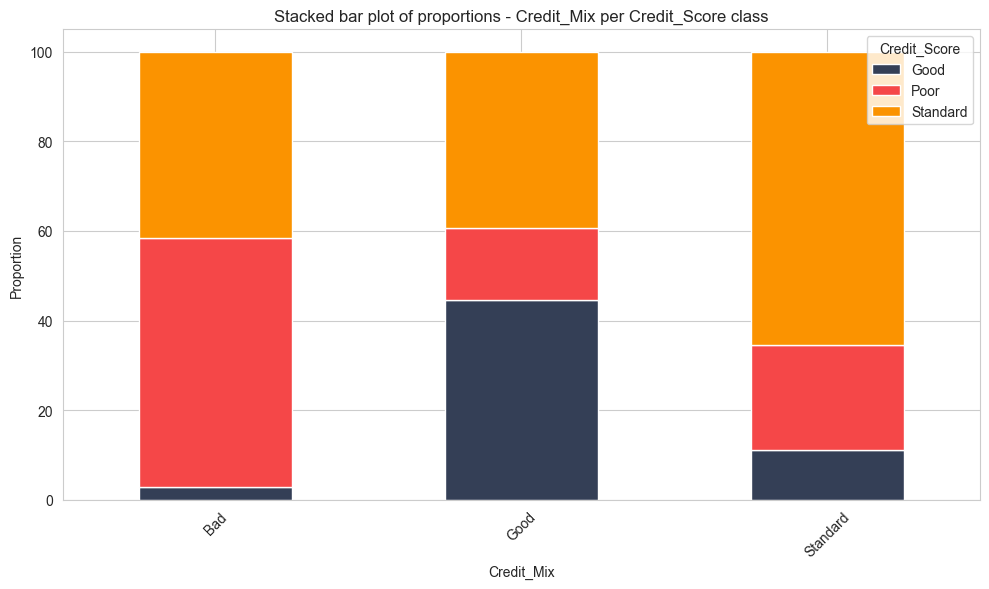 Stacked bar plot of proportions - Credit_Mix per Credit_Score class
Credit_Score
Good
Poor
Standard
100
80
60
40
20
0
Proportion
Bad
Good
Standard
Credit_Mix